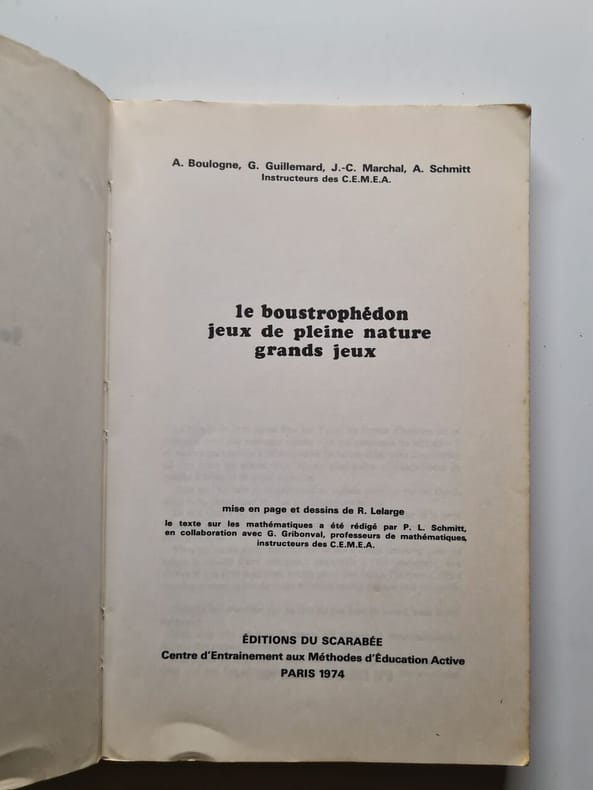 A. Boulogne, G. Guillemard, J.-C. Marchal, A. Schmitt
Instructeurs des C.E.M.E.A.
le boustrophédon
jeux de pleine nature
grands jeux
mise en page et dessins de R. Lelarge
le texte sur les mathématiques a été rédigé par P. L. Schmitt,
en collaboration avec G. Gribonval, professeurs de mathématiques,
instructeurs des C.E.M.E.A.
ÉDITIONS DU SCARABÉE
Centre d'Entrainement aux Méthodes d'Éducation Active
PARIS 1974